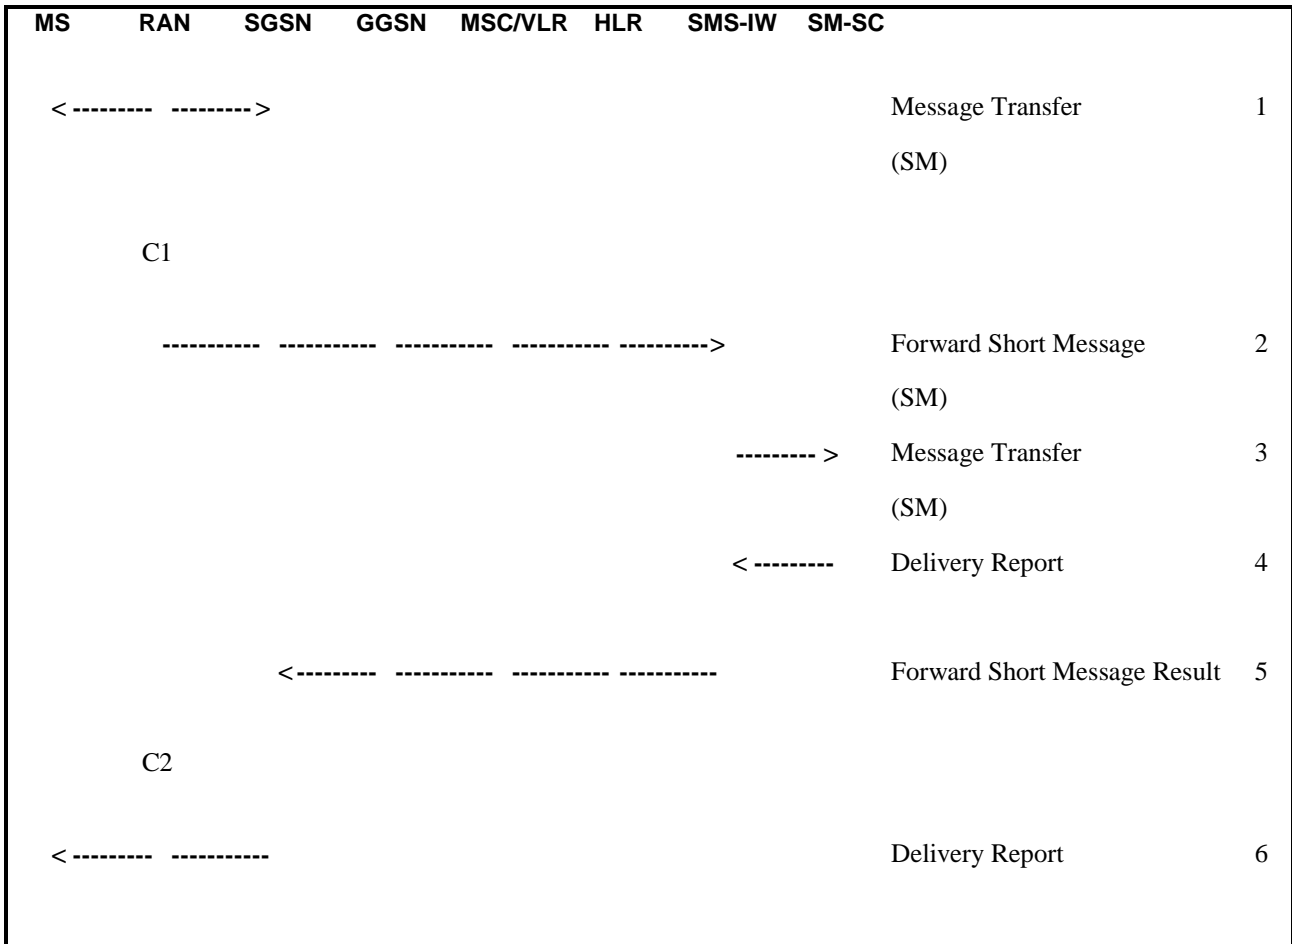 MS RAN SGSN GGSN MSC/VLR HLR SMS-IW SM-SC
< --------- --------- > Message Transfer 1
(SM)
C1
----------- ----------- ----------- ----------- ----------> Forward Short Message 2
(SM)
--------- > Message Transfer 3
(SM)
< --------- Delivery Report 4
< --------- ----------- ----------- ----------- Forward Short Message Result 5
C2
< --------- ----------- Delivery Report 6